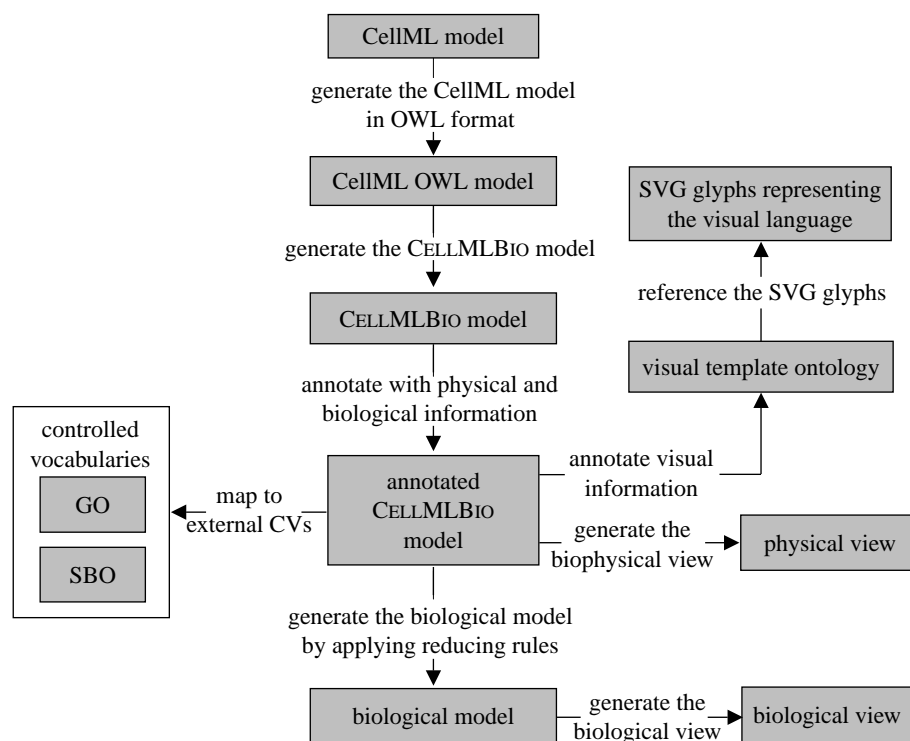 CellML model
generate the CellML model
in OWL format
CellML OWL model
SVG glyphs representing
the visual language
generate the CELLMLBIO model
reference the SVG glyphs
CELLMLBIO model
visual template ontology
annotate with physical and
biological information
controlled
vocabularies
GO
SBO
map to
external CVs
annotated
CELLMLBIO
model
annotate visual
information
generate the
biophysical view
physical view
generate the biological model
by applying reducing rules
biological model
generate the
biological view
biological view